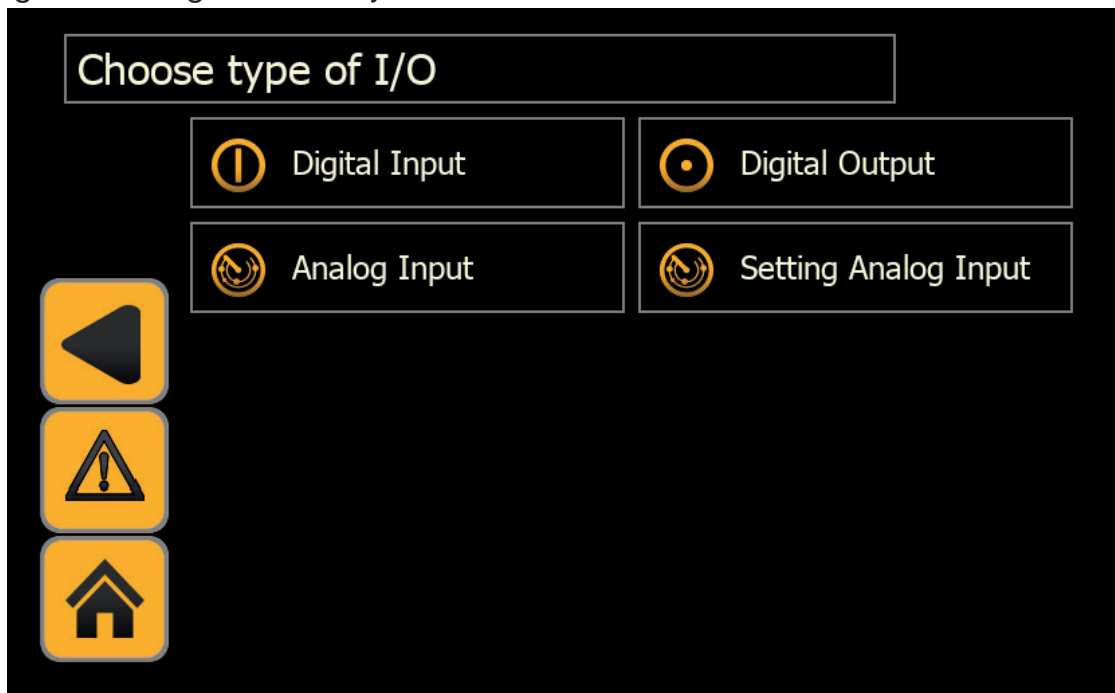 Choose type of I/O
Digital Input
Digital Output
Analog Input
Setting Analog Input